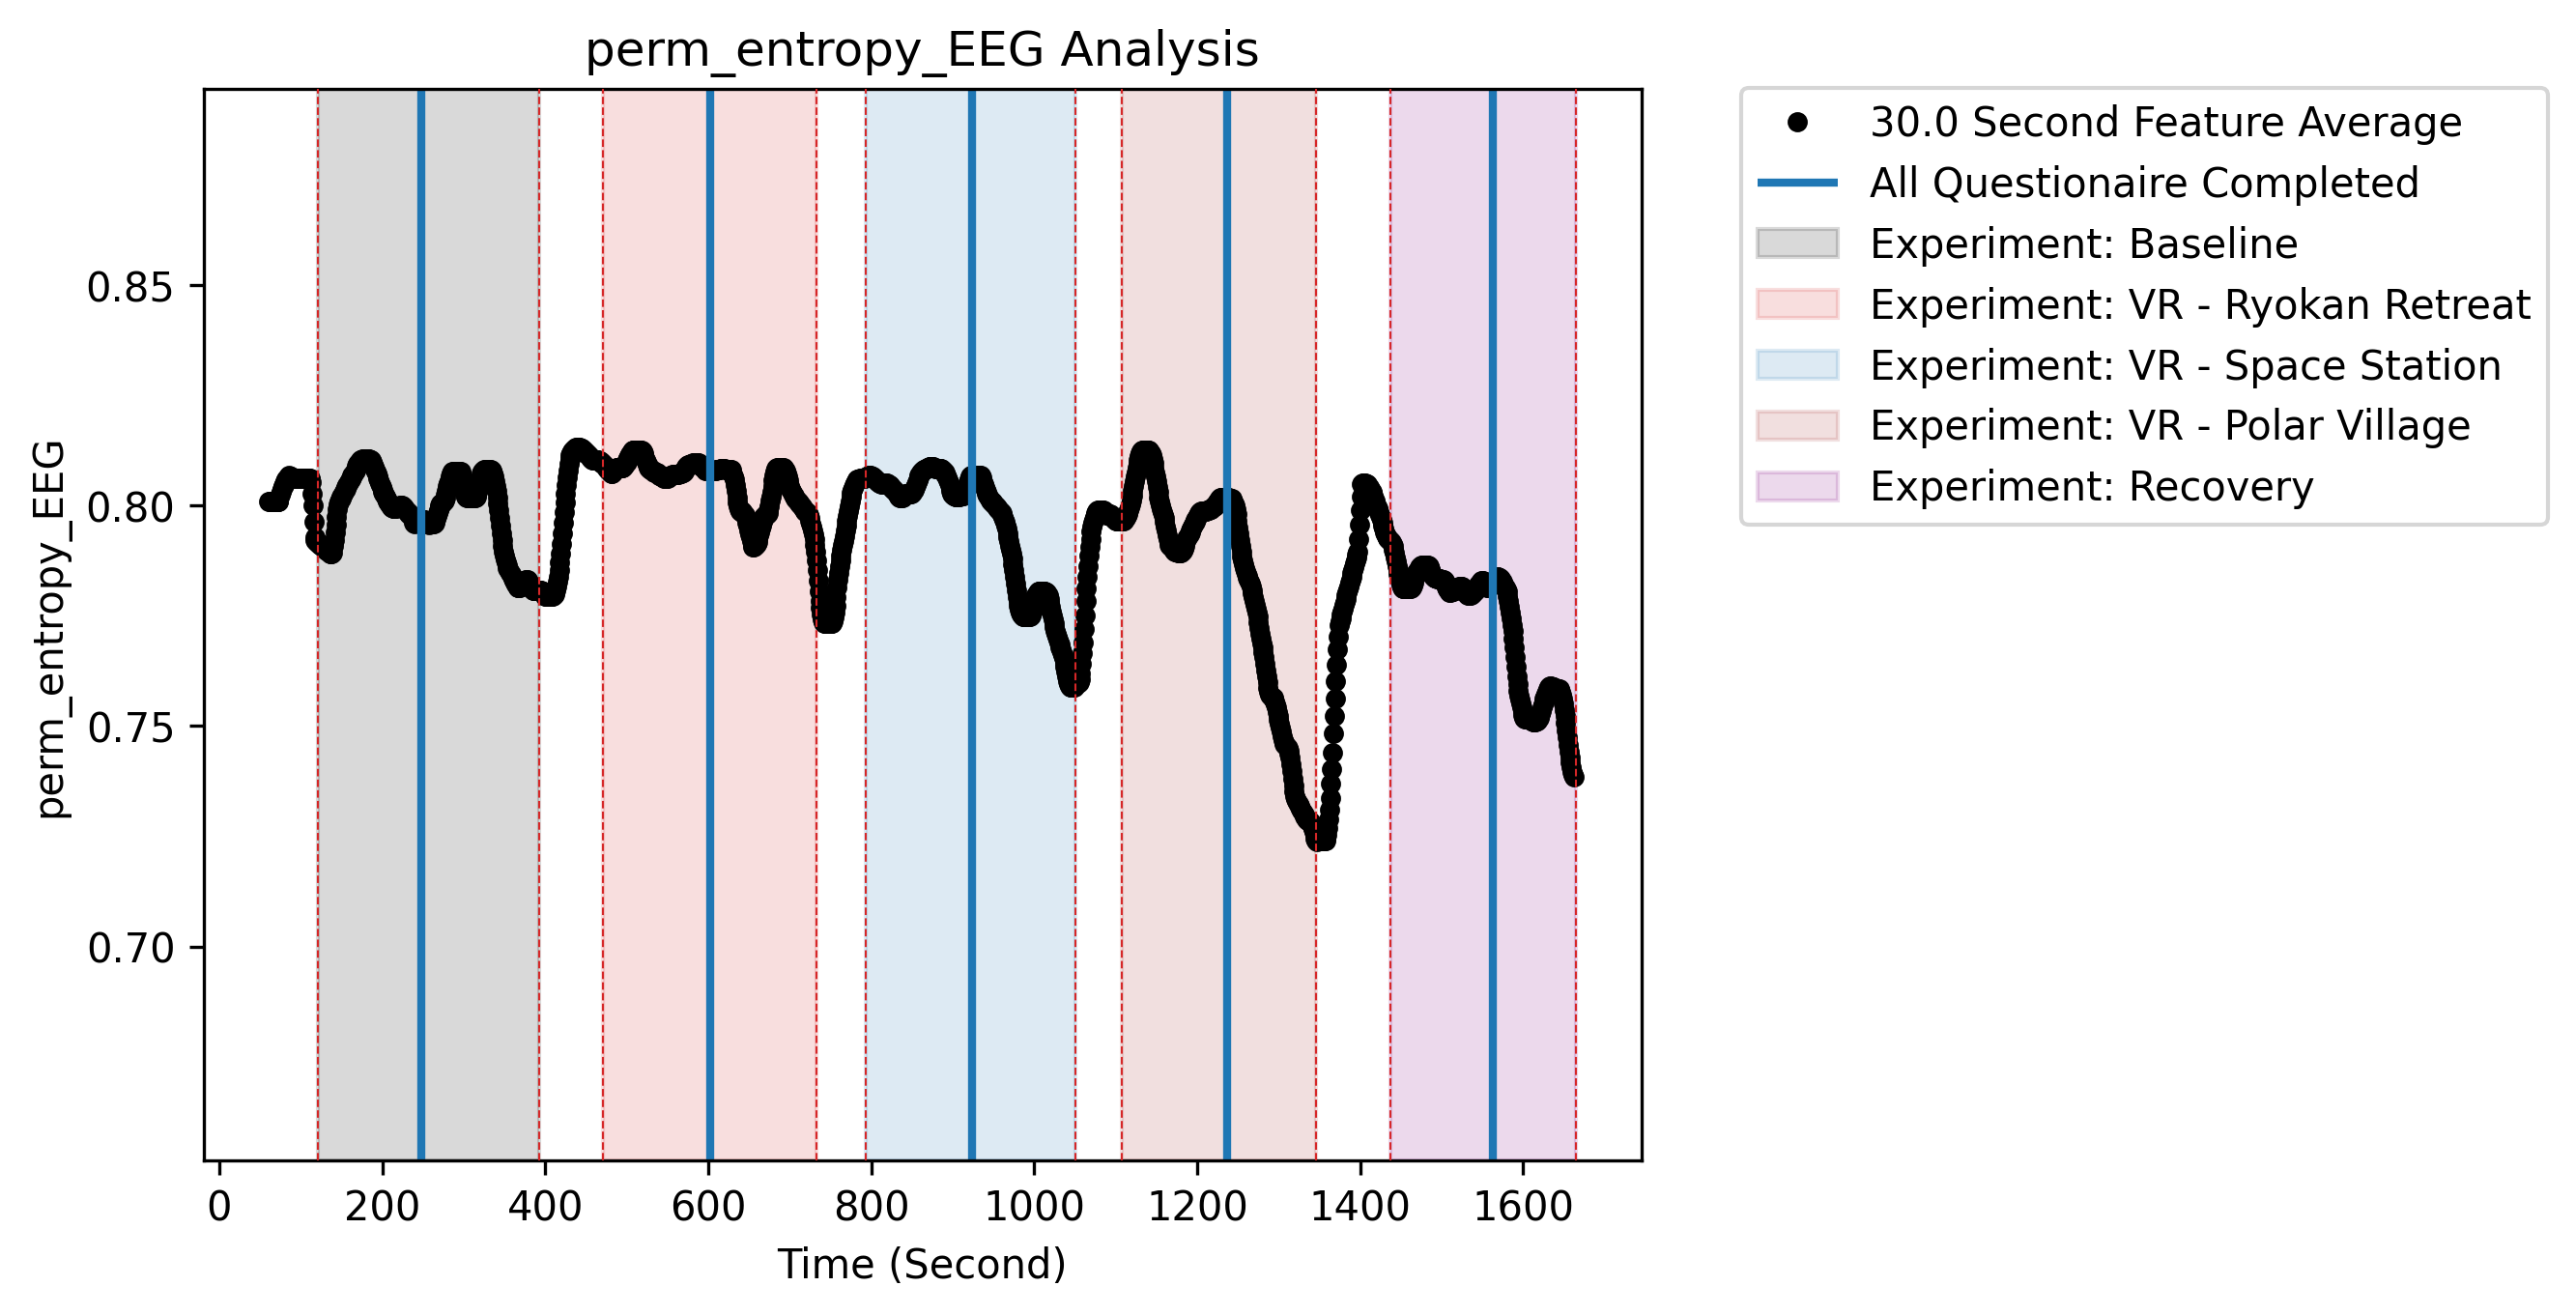 perm_entropy_EEG Analysis
perm_entropy_EEG
0.85
0.80
0.75
0.70
0 200 400 600 800 1000 1200 1400 1600
Time (Second)
30.0 Second Feature Average
All Questionaire Completed
Experiment: Baseline
Experiment: VR - Ryokan Retreat
Experiment: VR - Space Station
Experiment: VR - Polar Village
Experiment: Recovery